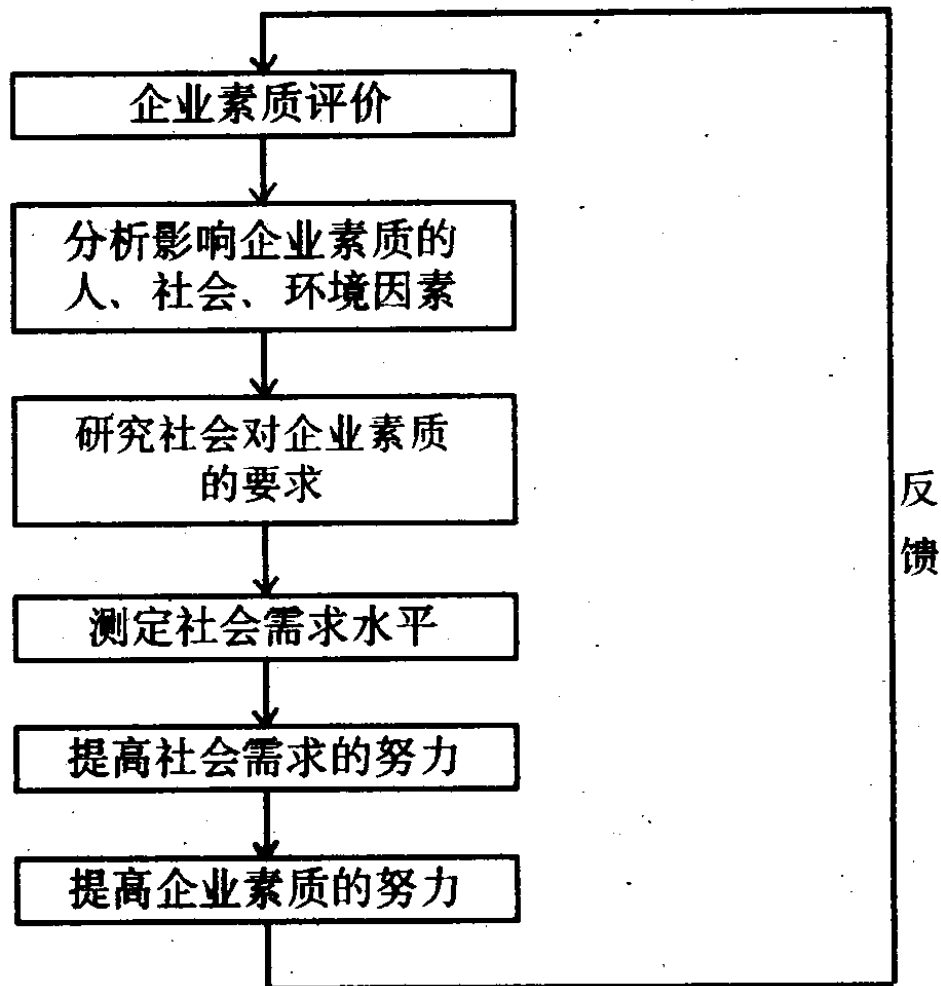 企业素质评价
分析影响企业素质的
人、社会、环境因素
研究社会对企业素质
的要求
测定社会需求水平
提高社会需求的努力
提高企业素质的努力
反
馈